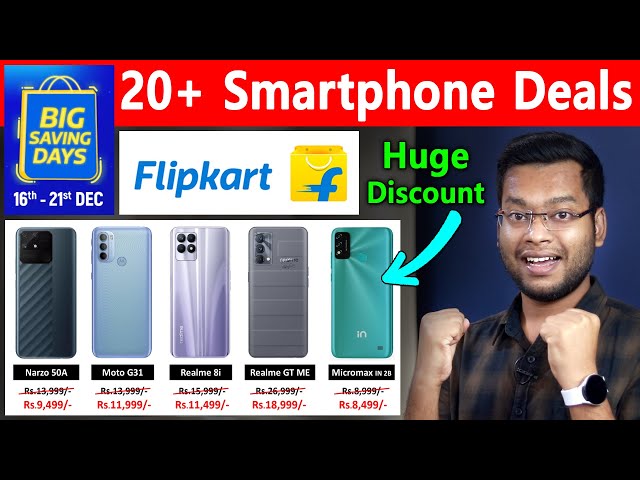 20+ Smartphone Deals
BIG
SAVING
DAYS
16th - 21st DEC
Flipkart
Huge
Discount
Narzo 50A
Rs.13,999/-
Rs.9,499/-
Moto G31
Rs.13,999/-
Rs.11,999/-
Realme 8i
Rs.15,999/-
Rs.11,499/-
Realme GT ME
Rs.26,999/-
Rs.18,999/-
in
Micromax IN 2B
Rs.8,999/-
Rs.8,499/-